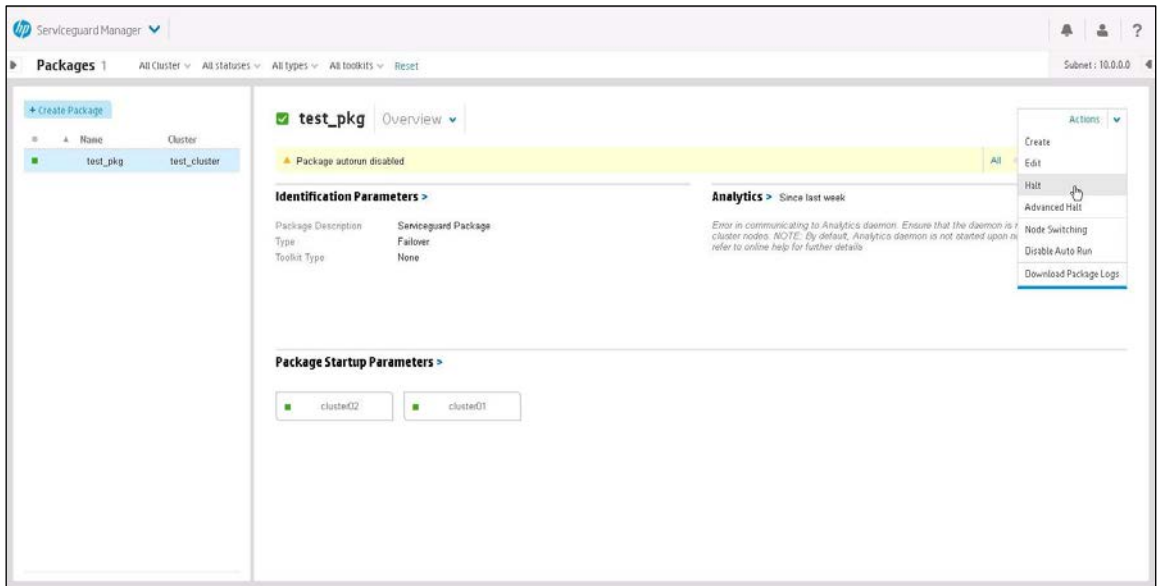 hp Serviceguard Manager ?
Packages 1 All Cluster All statuses All types All toolkits Reset Subnet : 10.0.0.0
+ Create Package
Name Cluster
test_pkg test_cluster
test_pkg Overview
Package autorun disabled All
Actions
Create
Edit
Halt
Advanced Halt
Node Switching
Disable Auto Run
Download Package Logs
Identification Parameters >
Package Description Serviceguard Package
Type Failover
Toolkit Type None
Analytics > Since last week
Error in communicating to Analytics daemon. Ensure that the daemon is
cluster nodes. NOTE: By default, Analytics daemon is not started upon
refer to online help for further details
Package Startup Parameters >
cluster02 cluster01